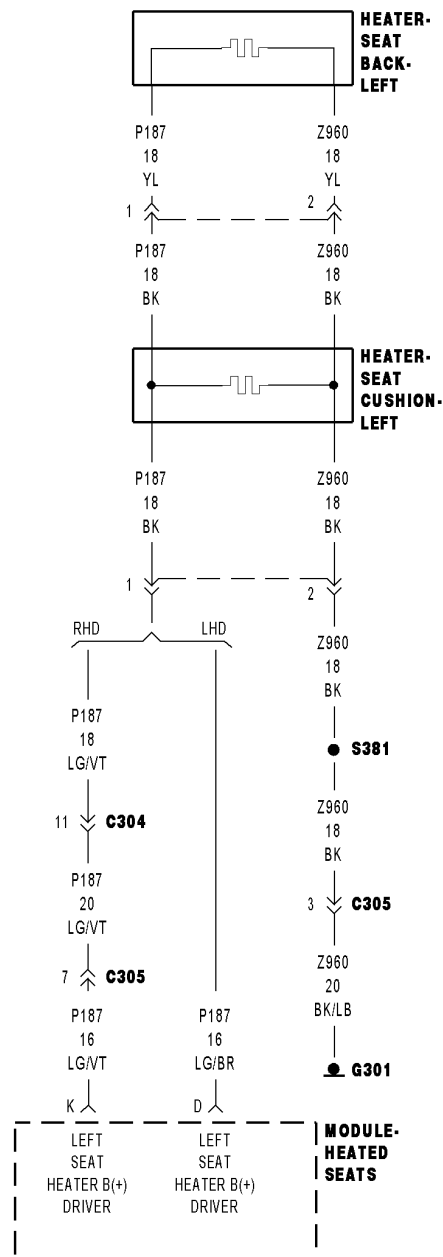 HEATER-
SEAT
BACK-
LEFT
P187 Z960
18 18
YL YL
1 2
P187 Z960
18 18
BK BK
HEATER-
SEAT
CUSHION-
LEFT
P187 Z960
18 18
BK BK
1 2
RHD LHD
Z960
18
BK
P187
18
LG/VT
S381
11 C304
Z960
18
BK
P187
20
LG/VT
3 C305
7 C305
Z960
20
BK/LB
P187 P187
16 16
LG/VT LG/BR
G301
K D
MODULE-
HEATED
SEATS
LEFT LEFT
SEAT SEAT
HEATER B(+) HEATER B(+)
DRIVER DRIVER